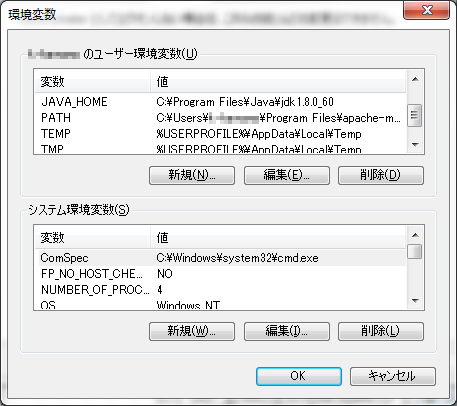 環境変数
のユーザー環境変数(U)
変数 値
JAVA_HOME C:¥Program Files¥Java¥jdk1.8.0_60
PATH C:¥Users¥ ¥Program Files¥apache-m...
TEMP %USERPROFILE%¥AppData¥Local¥Temp
TMP %USERPROFILE%¥AppData¥Local¥Temp
新規(N)... 編集(E)... 削除(D)
システム環境変数(S)
変数 値
ComSpec C:¥Windows¥system32¥cmd.exe
FP_NO_HOST_CHE... NO
NUMBER_OF_PROC... 4
OS Windows_NT
新規(W)... 編集(I)... 削除(L)
OK キャンセル